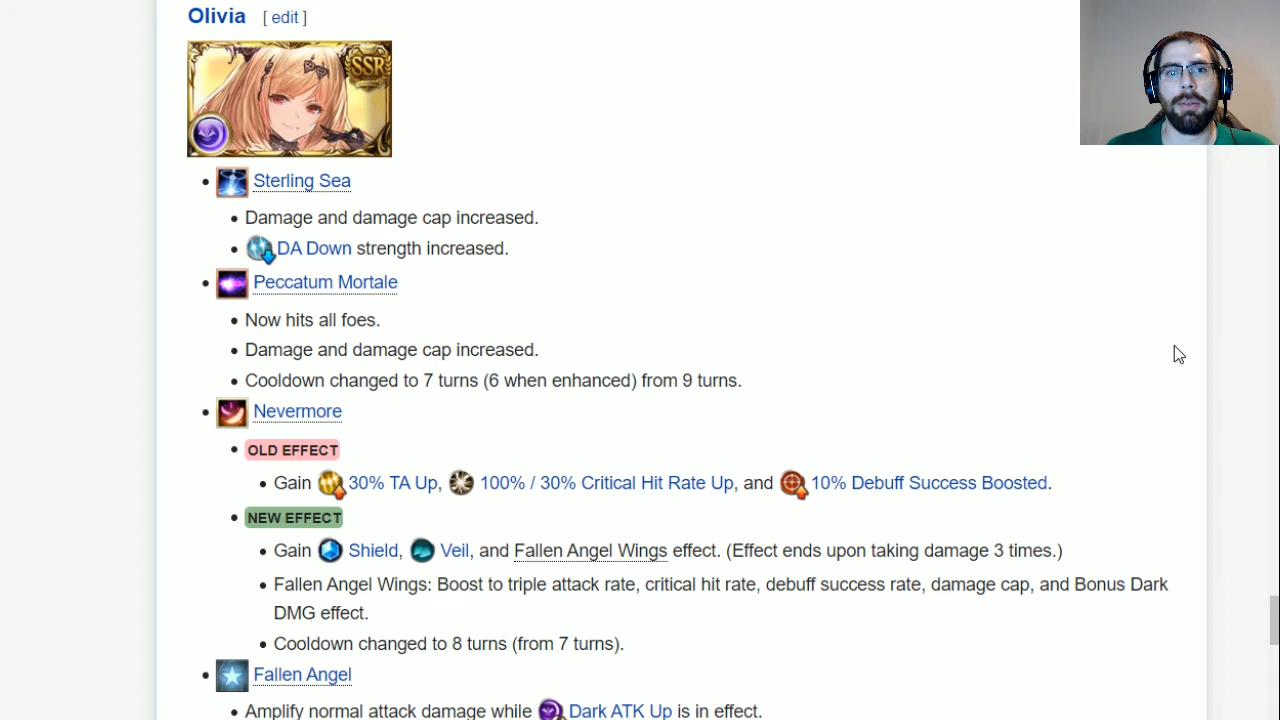 Olivia [ edit ]
SSR
Sterling Sea
Damage and damage cap increased.
DA Down strength increased.
Peccatum Mortale
Now hits all foes.
Damage and damage cap increased.
Cooldown changed to 7 turns (6 when enhanced) from 9 turns.
Nevermore
OLD EFFECT
Gain 30% TA Up, 100% / 30% Critical Hit Rate Up, and 10% Debuff Success Boosted.
NEW EFFECT
Gain Shield, Veil, and Fallen Angel Wings effect. (Effect ends upon taking damage 3 times.)
Fallen Angel Wings: Boost to triple attack rate, critical hit rate, debuff success rate, damage cap, and Bonus Dark
DMG effect.
Cooldown changed to 8 turns (from 7 turns).
Fallen Angel
Amplify normal attack damage while Dark ATK Up is in effect.